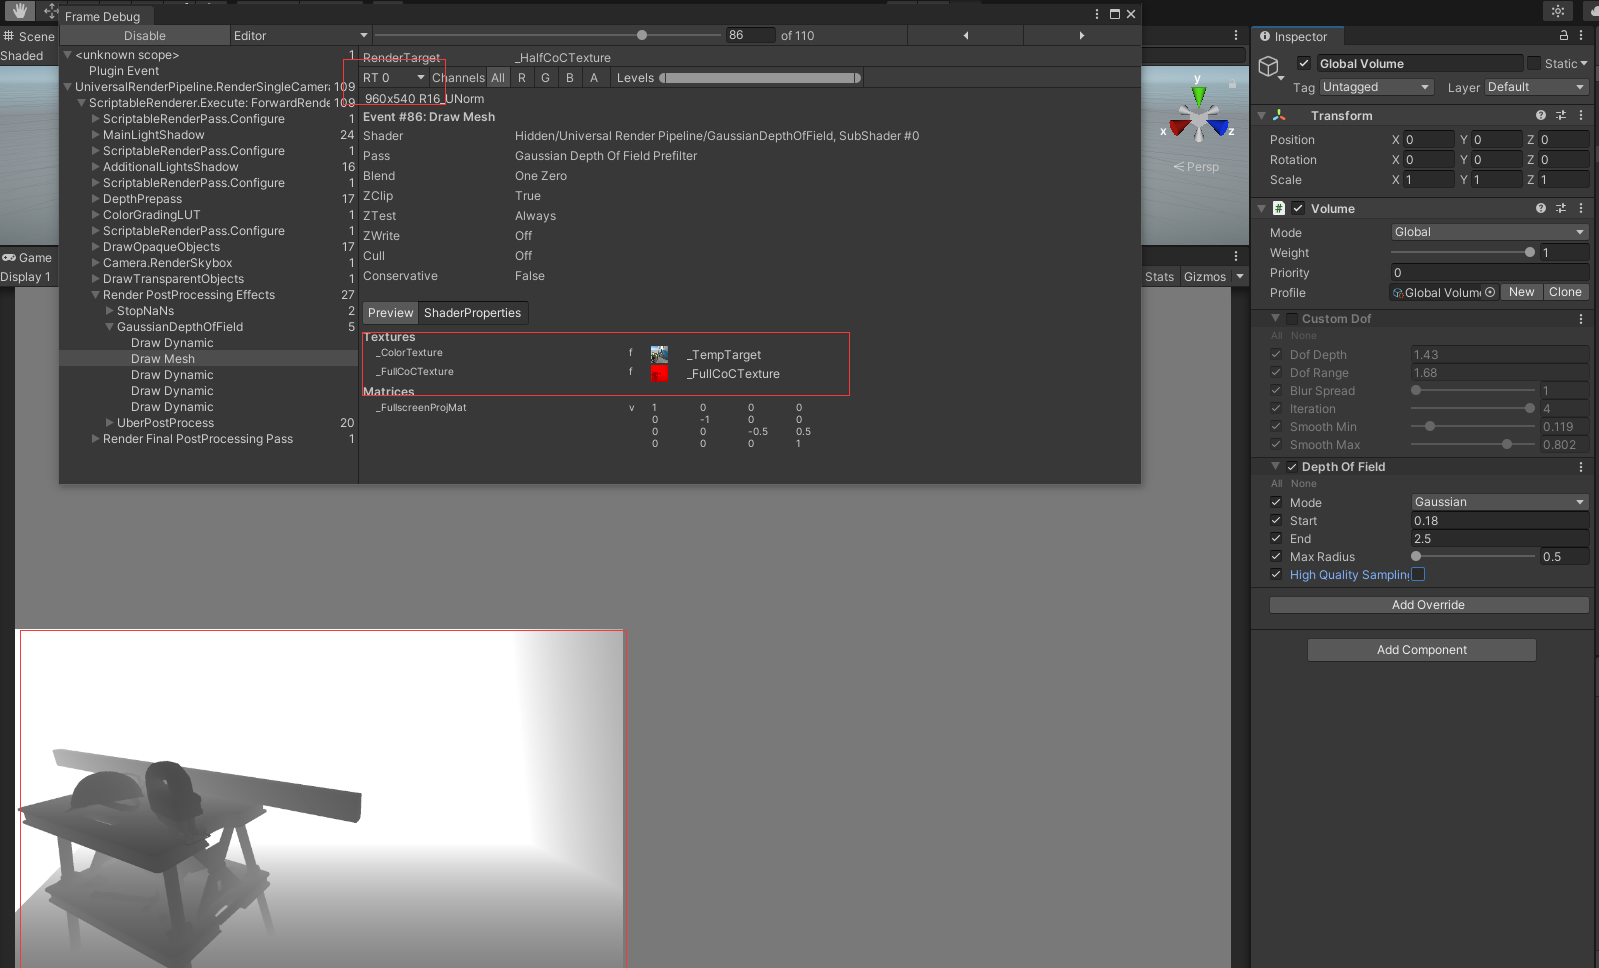 Frame Debug
Disable
Editor
86
of 110
<unknown scope>
1
Plugin Event
UniversalRenderPipeline.RenderSingleCamera
109
ScriptableRenderer.Execute: ForwardRende
109
ScriptableRenderPass.Configure
1
MainLightShadow
24
ScriptableRenderPass.Configure
1
AdditionalLightsShadow
16
ScriptableRenderPass.Configure
1
DepthPrepass
17
ColorGradingLUT
1
ScriptableRenderPass.Configure
1
DrawOpaqueObjects
17
Camera.RenderSkybox
1
DrawTransparentObjects
1
Render PostProcessing Effects
27
StopNaNs
2
GaussianDepthOfField
5
Draw Dynamic
Draw Mesh
Draw Dynamic
Draw Dynamic
Draw Dynamic
UberPostProcess
20
Render Final PostProcessing Pass
1
RenderTarget
_HalfCoCTexture
RT 0
Channels
All
R
G
B
A
Levels
960x540 R16_UNorm
Event #86: Draw Mesh
Shader
Hidden/Universal Render Pipeline/GaussianDepthOfField, SubShader #0
Pass
Gaussian Depth Of Field Prefilter
Blend
One Zero
ZClip
True
ZTest
Always
ZWrite
Off
Cull
Off
Conservative
False
Preview
ShaderProperties
Textures
_ColorTexture
f
_TempTarget
_FullCoCTexture
f
_FullCoCTexture
Matrices
_FullscreenProjMat
v
1 0 0 0
0 -1 0 0
0 0 -0.5 0.5
0 0 0 1
Scene
Shaded
Game
Display 1
y
x
z
Persp
Stats
Gizmos
Inspector
Global Volume
Static
Tag
Untagged
Layer
Default
Transform
Position
X 0 Y 0 Z 0
Rotation
X 0 Y 0 Z 0
Scale
X 1 Y 1 Z 1
Volume
Mode
Global
Weight
1
Priority
0
Profile
Global Volum
New
Clone
Custom Dof
All None
Dof Depth
1.43
Dof Range
1.68
Blur Spread
1
Iteration
4
Smooth Min
0.119
Smooth Max
0.802
Depth Of Field
All None
Mode
Gaussian
Start
0.18
End
2.5
Max Radius
0.5
High Quality Sampling
Add Override
Add Component